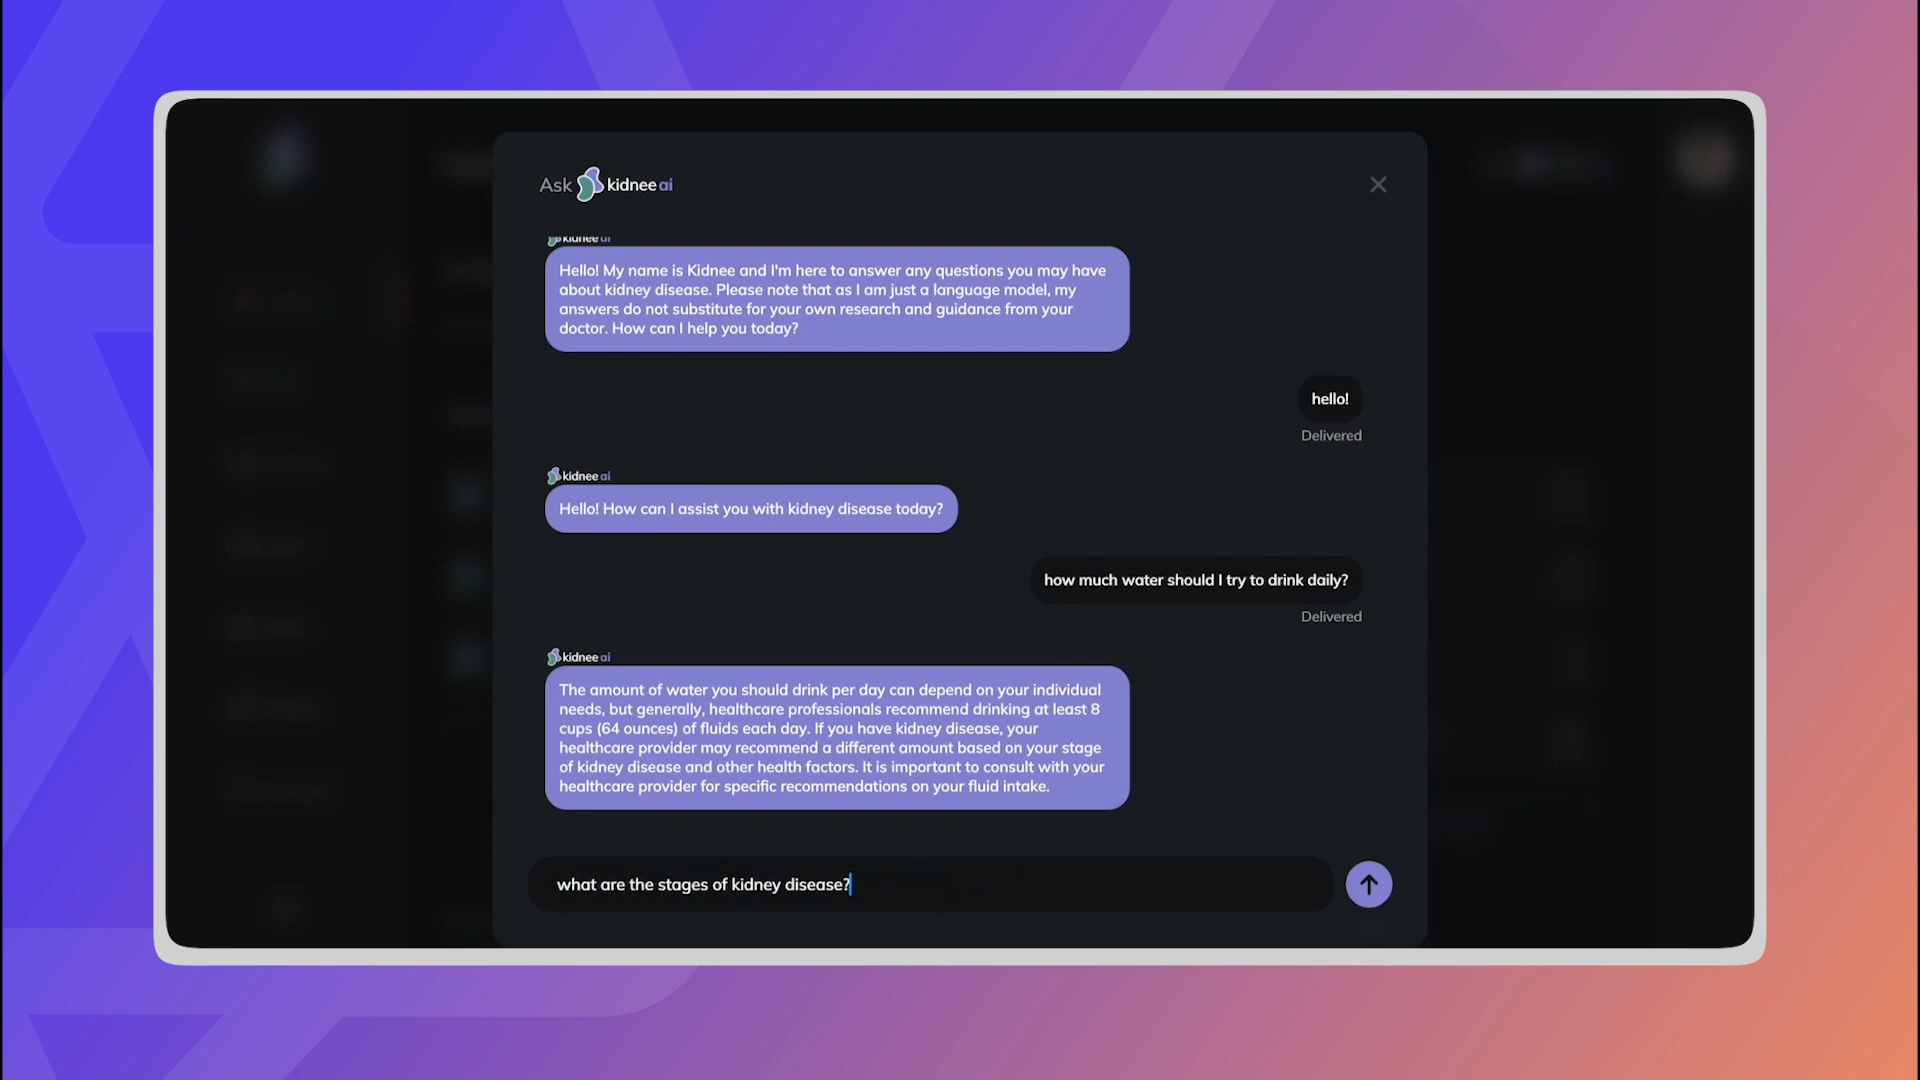 Ask kidnee ai
kidnee ai
Hello! My name is Kidnee and I'm here to answer any questions you may have
about kidney disease. Please note that as I am just a language model, my
answers do not substitute for your own research and guidance from your
doctor. How can I help you today?
hello!
Delivered
kidnee ai
Hello! How can I assist you with kidney disease today?
how much water should I try to drink daily?
Delivered
kidnee ai
The amount of water you should drink per day can depend on your individual
needs, but generally, healthcare professionals recommend drinking at least 8
cups (64 ounces) of fluids each day. If you have kidney disease, your
healthcare provider may recommend a different amount based on your stage
of kidney disease and other health factors. It is important to consult with your
healthcare provider for specific recommendations on your fluid intake.
what are the stages of kidney disease?